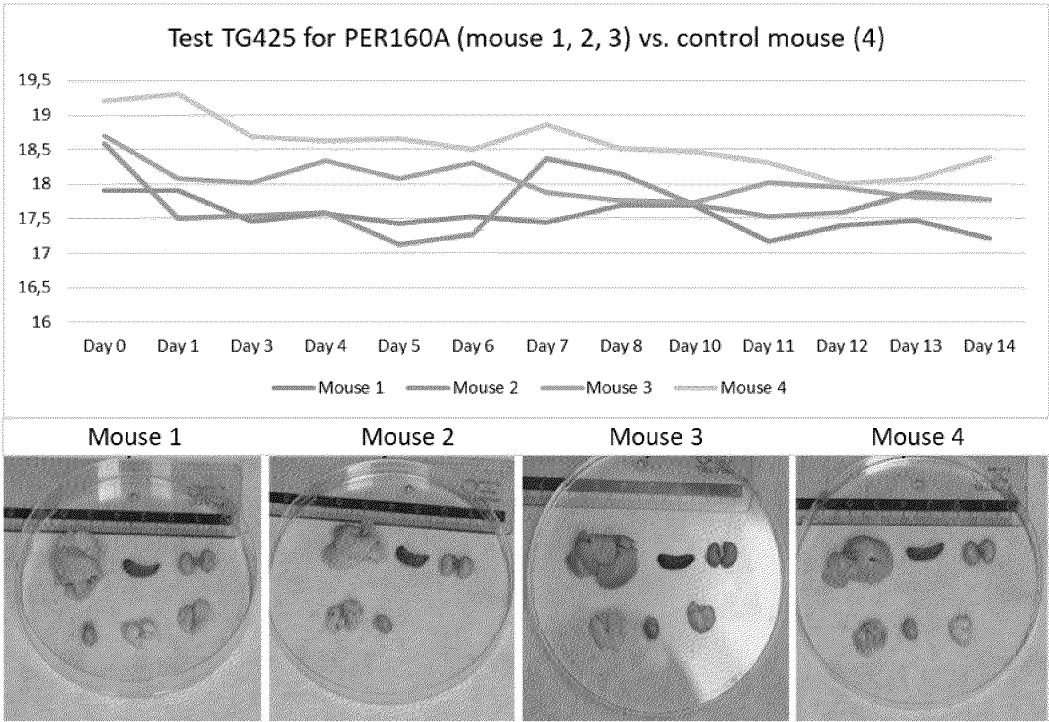 Test TG425 for PER160A (mouse 1, 2, 3) vs. control mouse (4)
19,5
19
18,5
18
17,5
17
16,5
16
Day 0 Day 1 Day 3 Day 4 Day 5 Day 6 Day 7 Day 8 Day 10 Day 11 Day 12 Day 13 Day 14
Mouse 1 Mouse 2 Mouse 3 Mouse 4
Mouse 1 Mouse 2 Mouse 3 Mouse 4